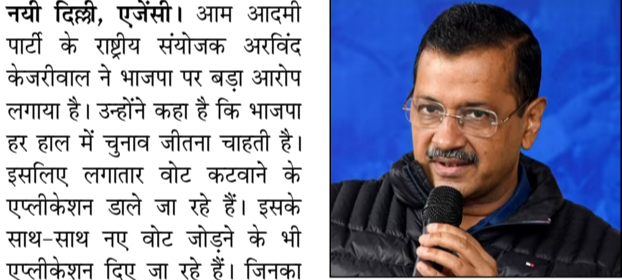 नयी दिल्ली, एजेंसी। आम आदमी
पार्टी के राष्ट्रीय संयोजक अरविंद
केजरीवाल ने भाजपा पर बड़ा आरोप
लगाया है। उन्होंने कहा है कि भाजपा
हर हाल में चुनाव जीतना चाहती है।
इसलिए लगातार वोट कटवाने के
एप्लीकेशन डाले जा रहे हैं। इसके
साथ-साथ नए वोट जोड़ने के भी
एप्लीकेशन दिए जा रहे हैं। जिनका